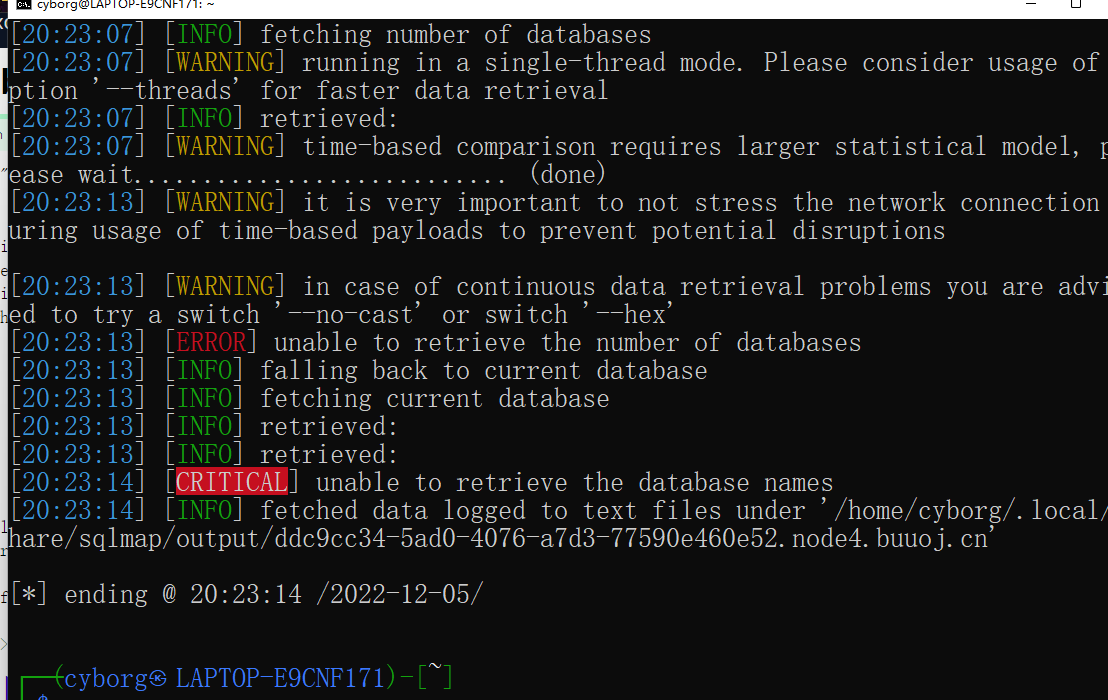 cyborg@LAPTOP-E9CNF171: ~
[20:23:07] [INFO] fetching number of databases
[20:23:07] [WARNING] running in a single-thread mode. Please consider usage of
ption '--threads' for faster data retrieval
[20:23:07] [INFO] retrieved:
[20:23:07] [WARNING] time-based comparison requires larger statistical model, p
ease wait........................... (done)
[20:23:13] [WARNING] it is very important to not stress the network connection
uring usage of time-based payloads to prevent potential disruptions
[20:23:13] [WARNING] in case of continuous data retrieval problems you are advi
ed to try a switch '--no-cast' or switch '--hex'
[20:23:13] [ERROR] unable to retrieve the number of databases
[20:23:13] [INFO] falling back to current database
[20:23:13] [INFO] fetching current database
[20:23:13] [INFO] retrieved:
[20:23:13] [INFO] retrieved:
[20:23:14] [CRITICAL] unable to retrieve the database names
[20:23:14] [INFO] fetched data logged to text files under '/home/cyborg/.local/
hare/sqlmap/output/ddc9cc34-5ad0-4076-a7d3-77590e460e52.node4.buuoj.cn'
[*] ending @ 20:23:14 /2022-12-05/
┌──(cyborg㉿LAPTOP-E9CNF171)-[~]